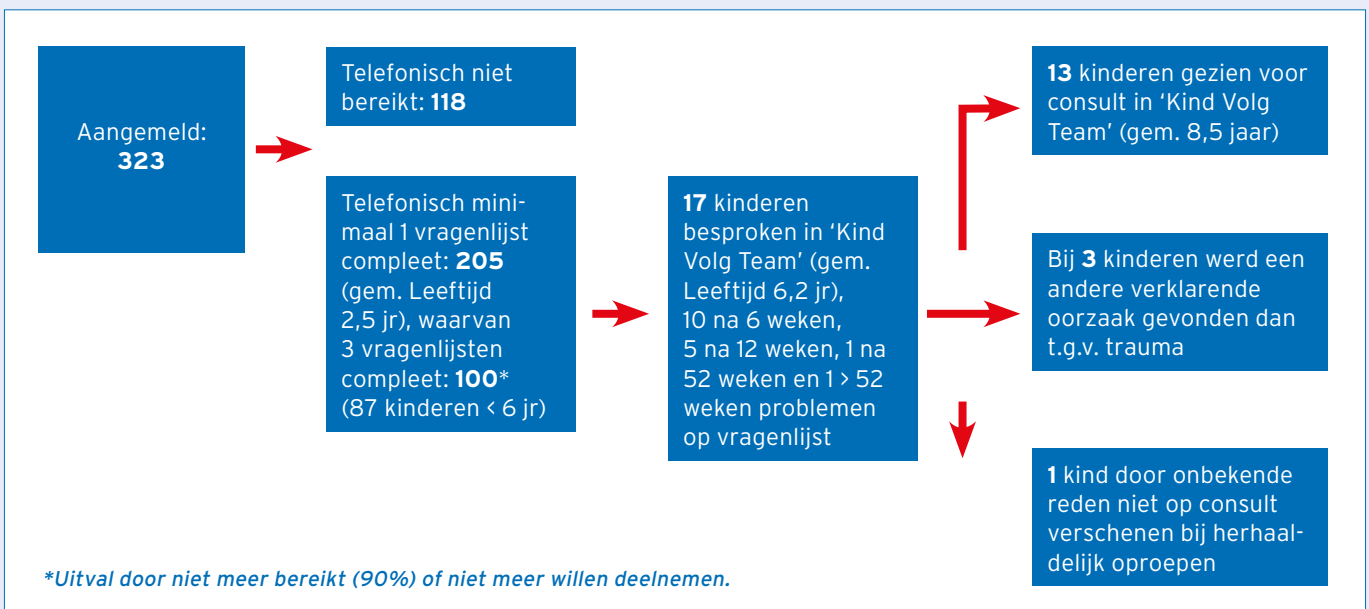 Aangemeld:
323
Telefonisch niet
bereikt: 118
Telefonisch mini-
maal 1 vragenlijst
compleet: 205
(gem. Leeftijd
2,5 jr), waarvan
3 vragenlijsten
compleet: 100*
(87 kinderen < 6 jr)
17 kinderen
besproken in ‘Kind
Volg Team’ (gem.
Leeftijd 6,2 jr),
10 na 6 weken,
5 na 12 weken, 1 na
52 weken en 1 > 52
weken problemen
op vragenlijst
13 kinderen gezien voor
consult in ‘Kind Volg
Team’ (gem. 8,5 jaar)
Bij 3 kinderen werd een
andere verklarende
oorzaak gevonden dan
t.g.v. trauma
1 kind door onbekende
reden niet op consult
verschenen bij herhaal-
delijk oproepen
*Uitval door niet meer bereikt (90%) of niet meer willen deelnemen.